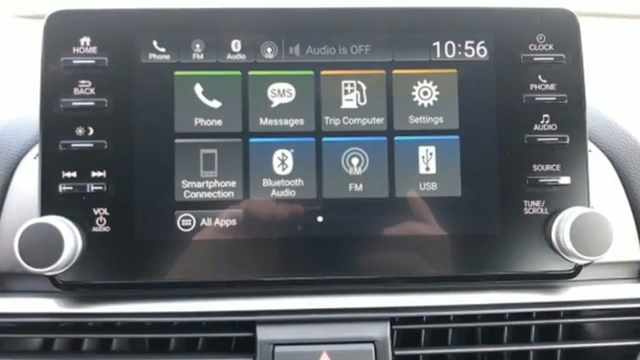 HOME
BACK
VOL
AUDIO
Phone
FM
Audio
Audio is OFF
10:56
Phone
SMS
Messages
Trip Computer
Settings
Smartphone
Connection
Bluetooth
Audio
FM
USB
All Apps
CLOCK
PHONE
AUDIO
SOURCE
TUNE/
SCROLL